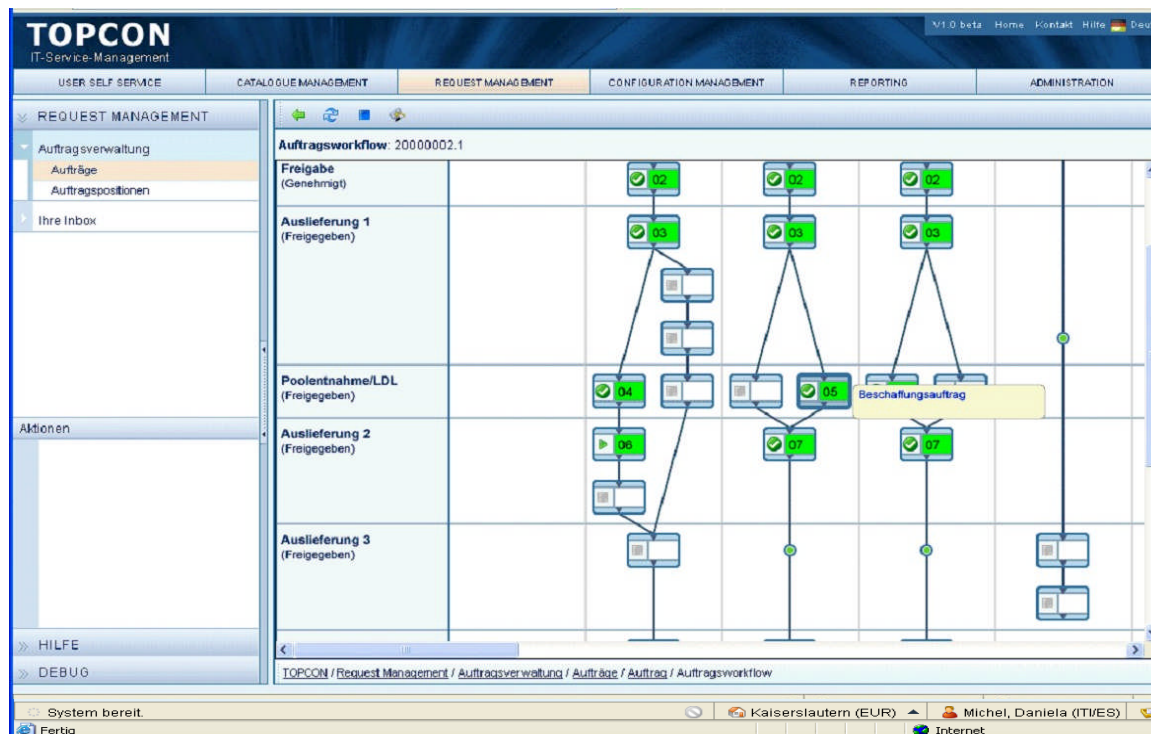 TOPCON
IT-Service-Management
V1.0 beta Home Kontakt Hilfe
USER SELF SERVICE CATALOGUE MANAGEMENT REQUEST MANAGEMENT CONFIGURATION MANAGEMENT REPORTING ADMINISTRATION
REQUEST MANAGEMENT
Auftragsverwaltung
Aufträge
Auftragspositionen
Ihre Inbox
Aktionen
HILFE
DEBUG
Auftragsworkflow: 20000002.1
Freigabe
(Genehmigt)
02 02 02
Auslieferung 1
(Freigegeben)
03 03 03
Poolentnahme/LDL
(Freigegeben)
04 05
Beschaffungsauftrag
Auslieferung 2
(Freigegeben)
06 07 07
Auslieferung 3
(Freigegeben)
TOPCON / Request Management / Auftragsverwaltung / Aufträge / Auftrag / Auftragsworkflow
System bereit. Kaiserslautern (EUR) Michel, Daniela (ITI/ES)
Fertig Internet